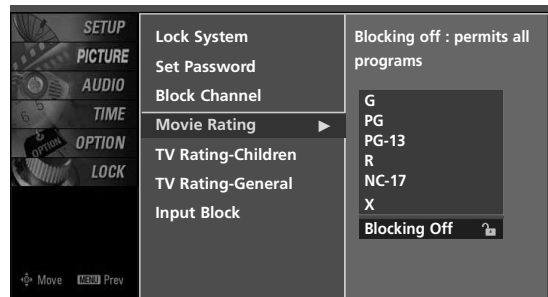 SETUP
PICTURE
AUDIO
TIME
OPTION
LOCK
Move MENU Prev
Lock System
Set Password
Block Channel
Movie Rating ▶
TV Rating-Children
TV Rating-General
Input Block
Blocking off : permits all
programs
G
PG
PG-13
R
NC-17
X
Blocking Off